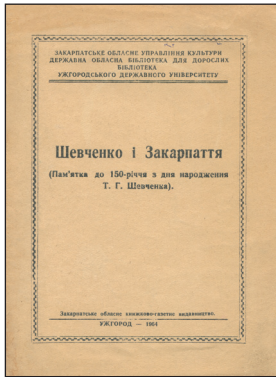 ЗАКАРПАТСЬКЕ ОБЛАСНЕ УПРАВЛІННЯ КУЛЬТУРИ
ДЕРЖАВНА ОБЛАСНА БІБЛІОТЕКА ДЛЯ ДОРОСЛИХ
БІБЛІОТЕКА
УЖГОРОДСЬКОГО ДЕРЖАВНОГО УНІВЕРСИТЕТУ
Шевченко і Закарпаття
(Пам'ятка до 150-річчя з дня народження
Т. Г. Шевченка).
Закарпатське обласне книжково-газетне видавництво.
УЖГОРОД — 1964